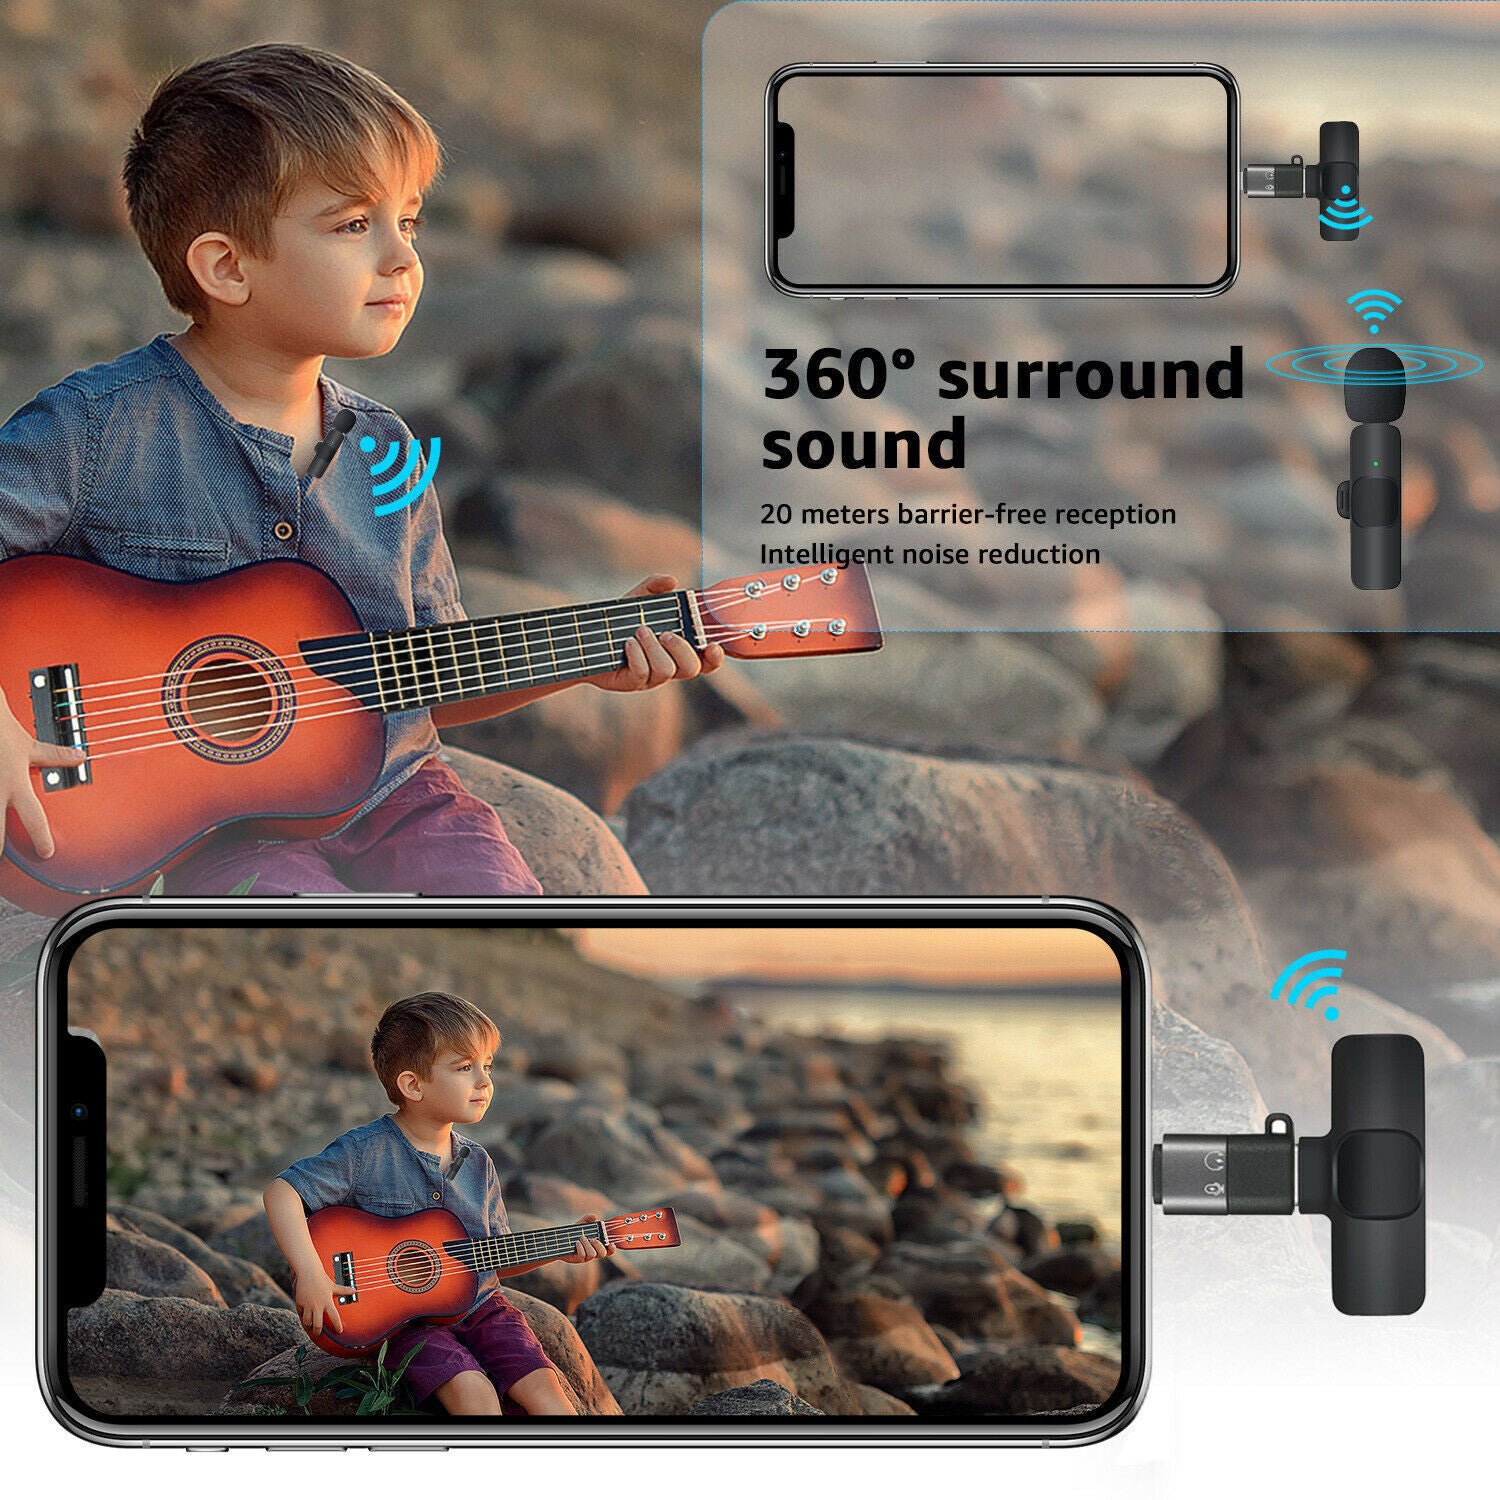 360° surround
sound
20 meters barrier-free reception
Intelligent noise reduction